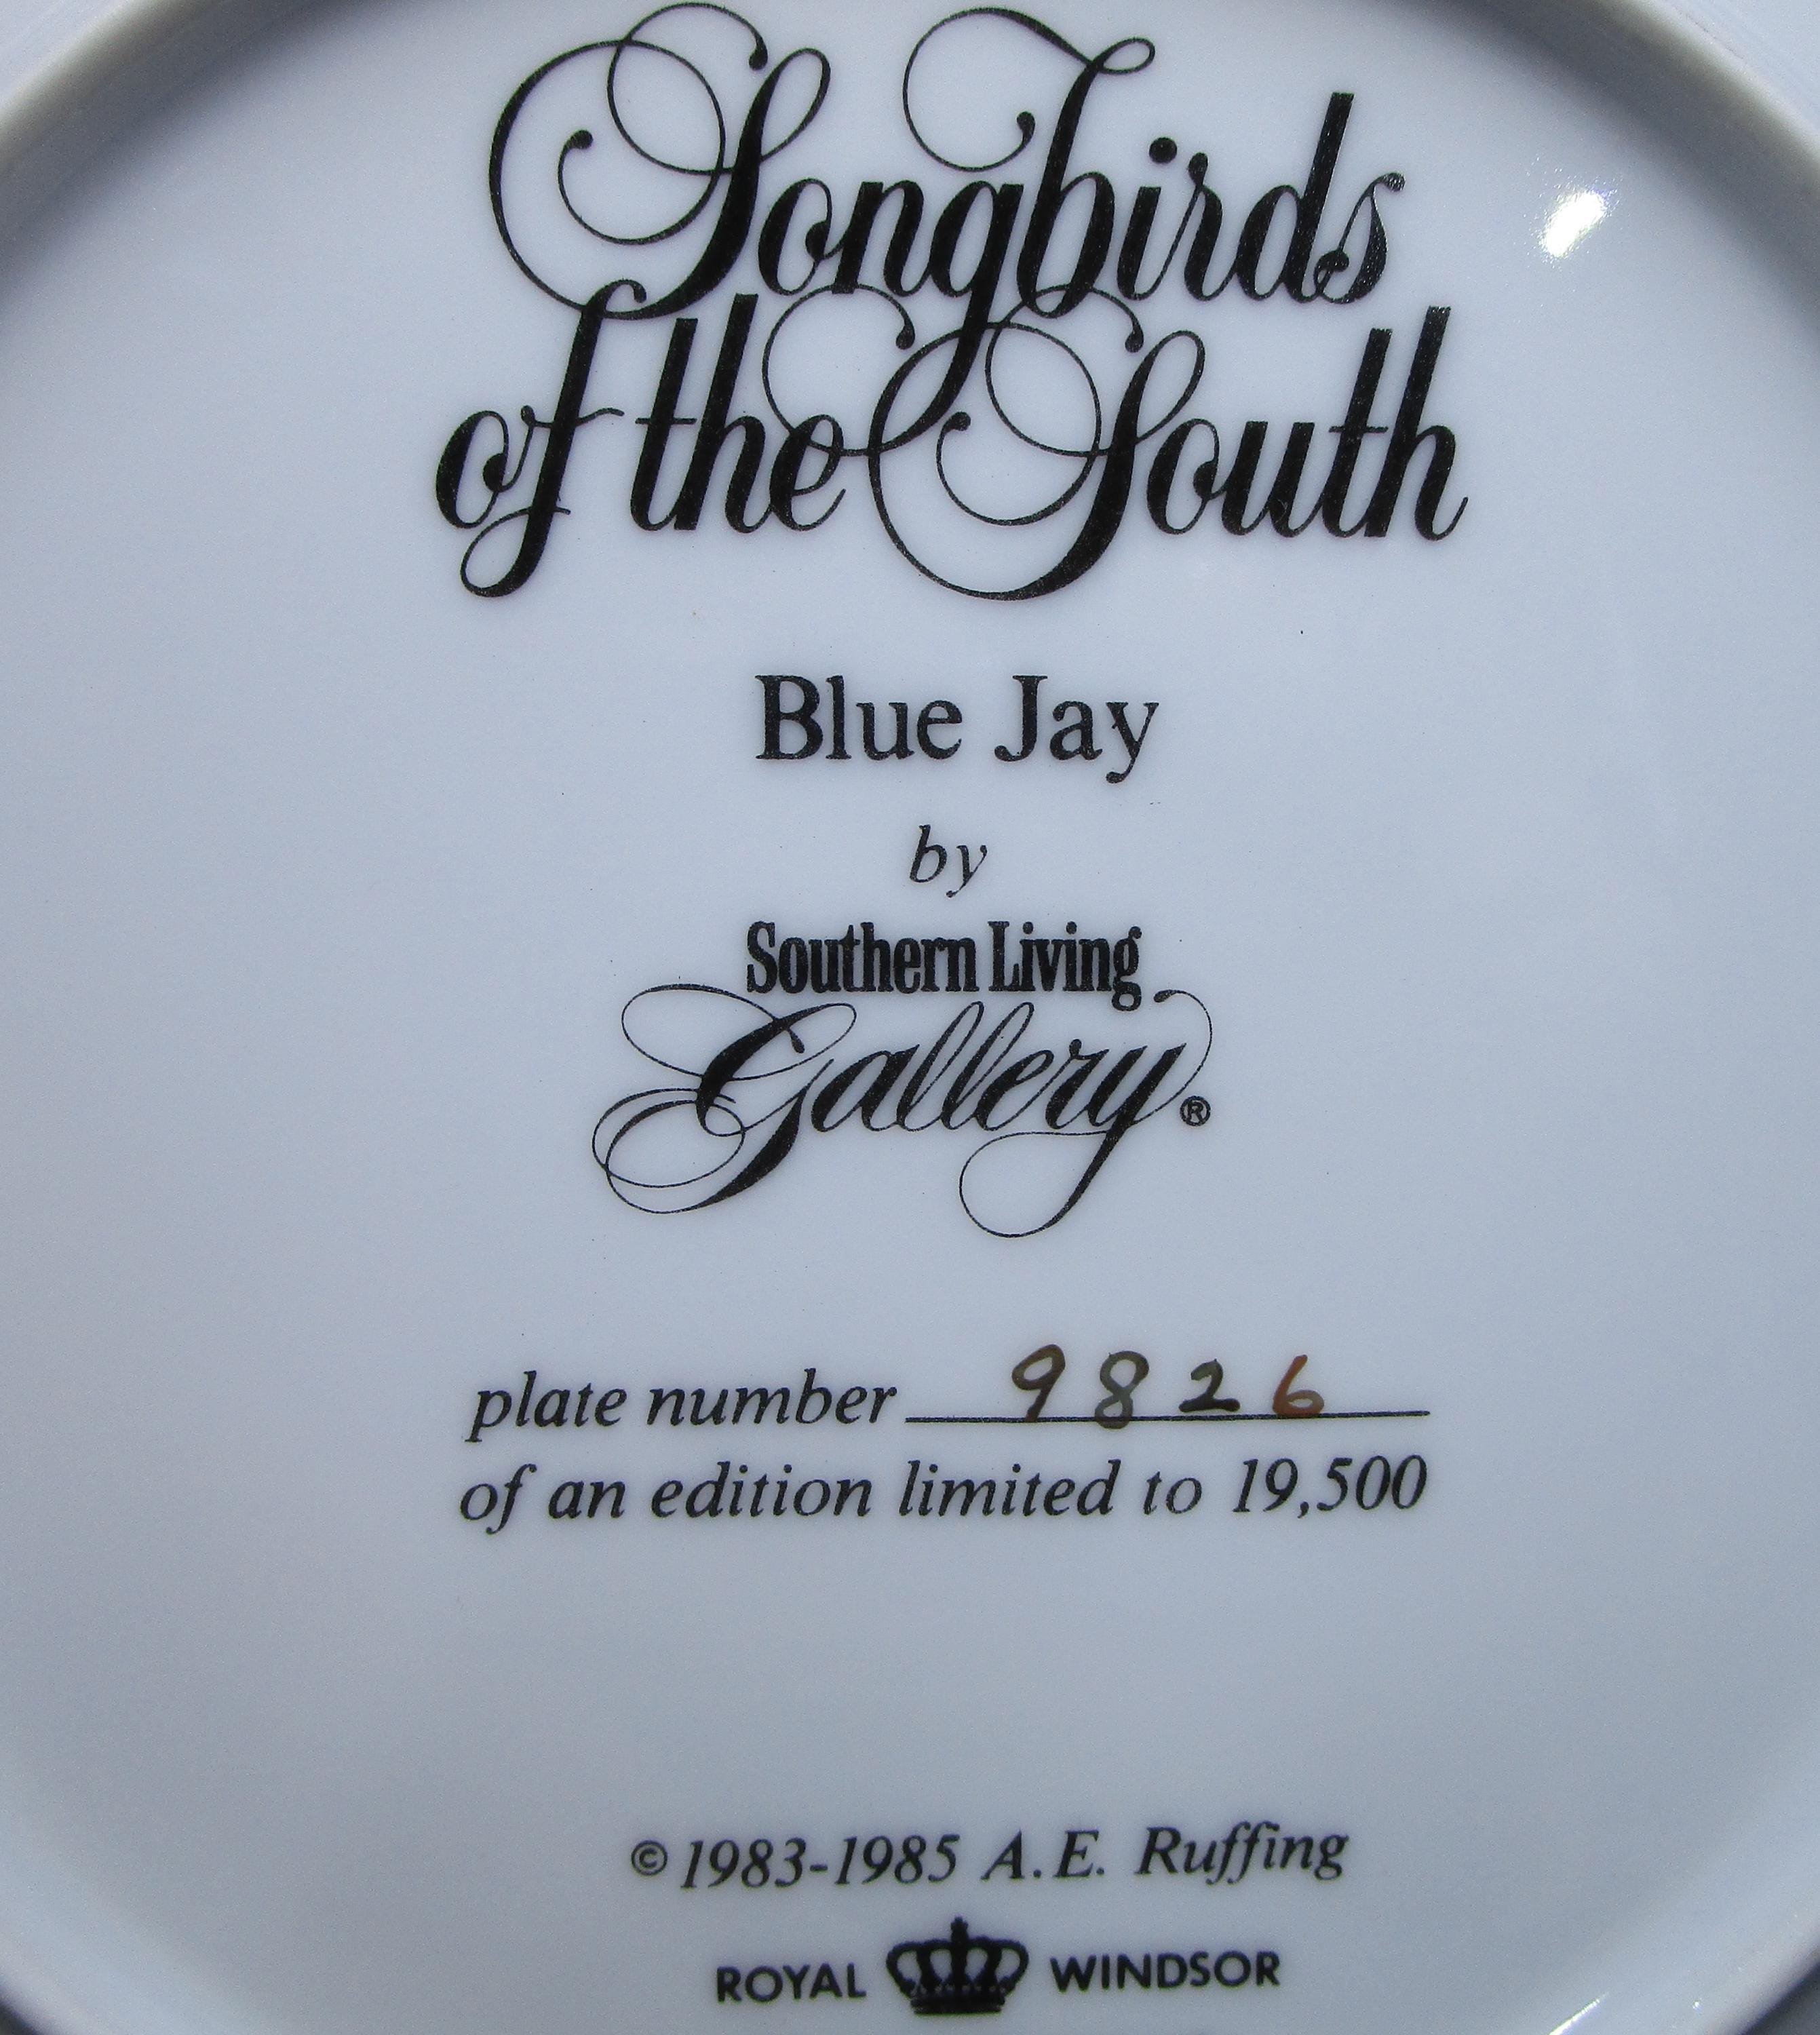 Songbirds
of the South
Blue Jay
by
Southern Living
Gallery®
plate number 9826
of an edition limited to 19,500
© 1983-1985 A.E. Ruffing
ROYAL WINDSOR